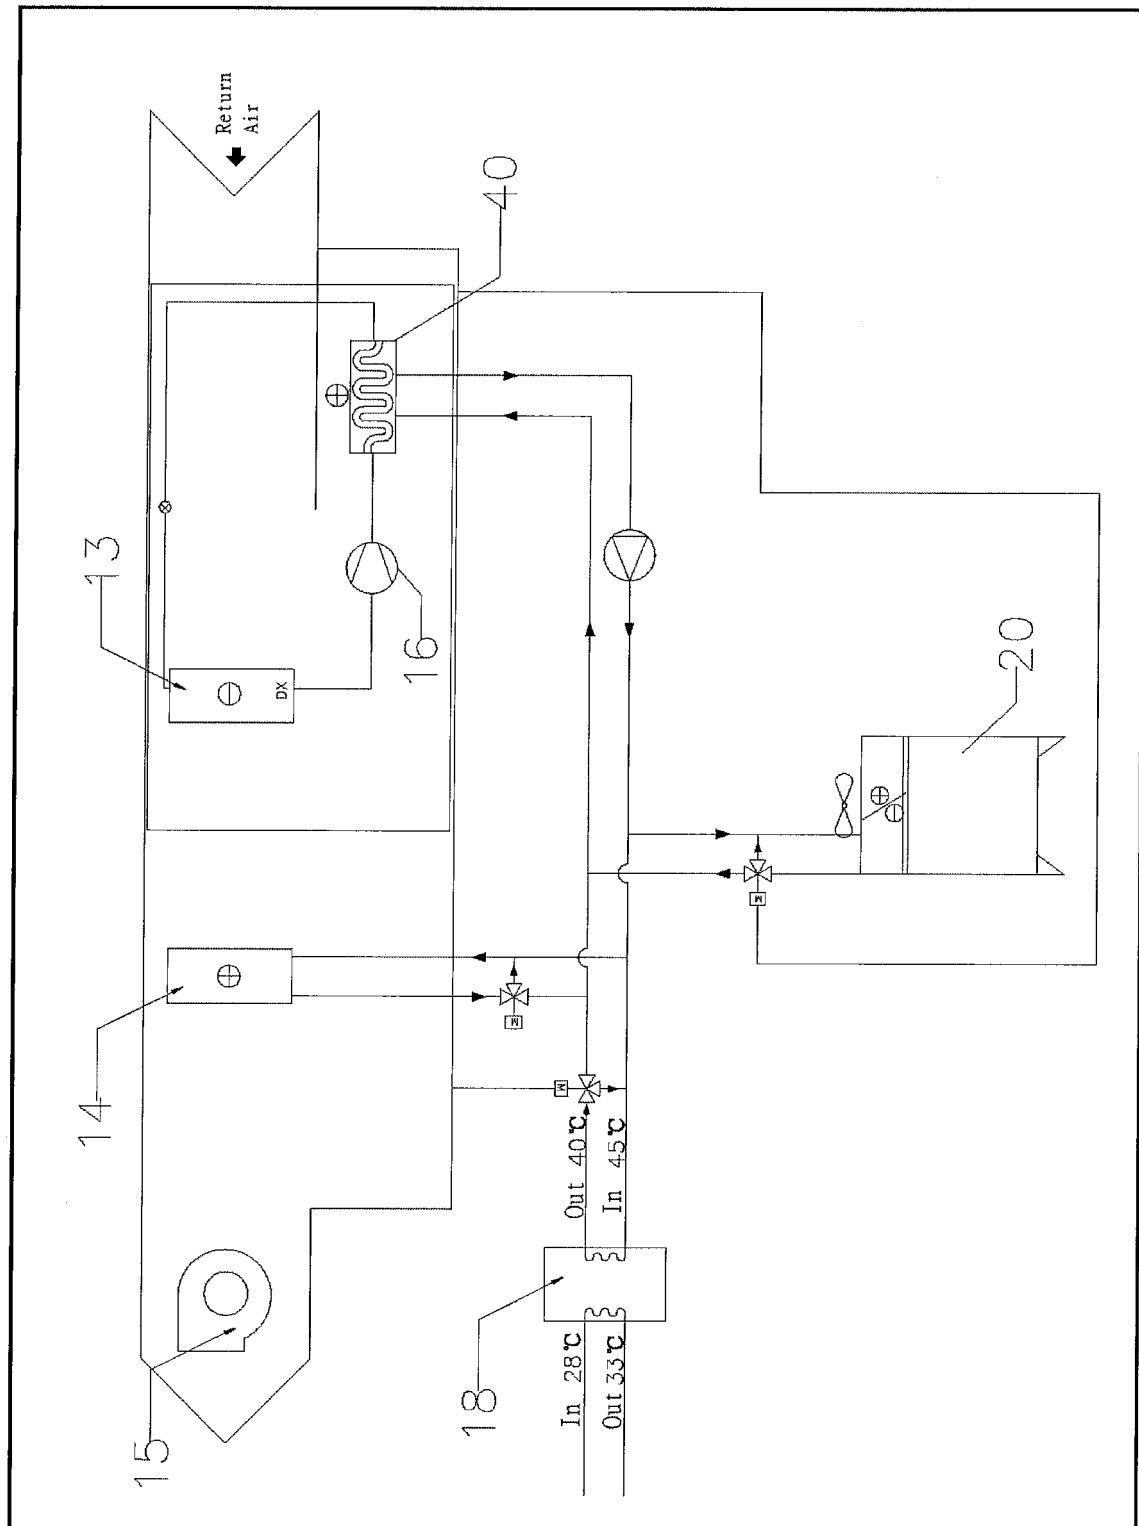 Return
Air
40
13
16
DX
20
14
M
M
M
Out 40℃
In 45℃
15
18
In 28℃
Out 33℃